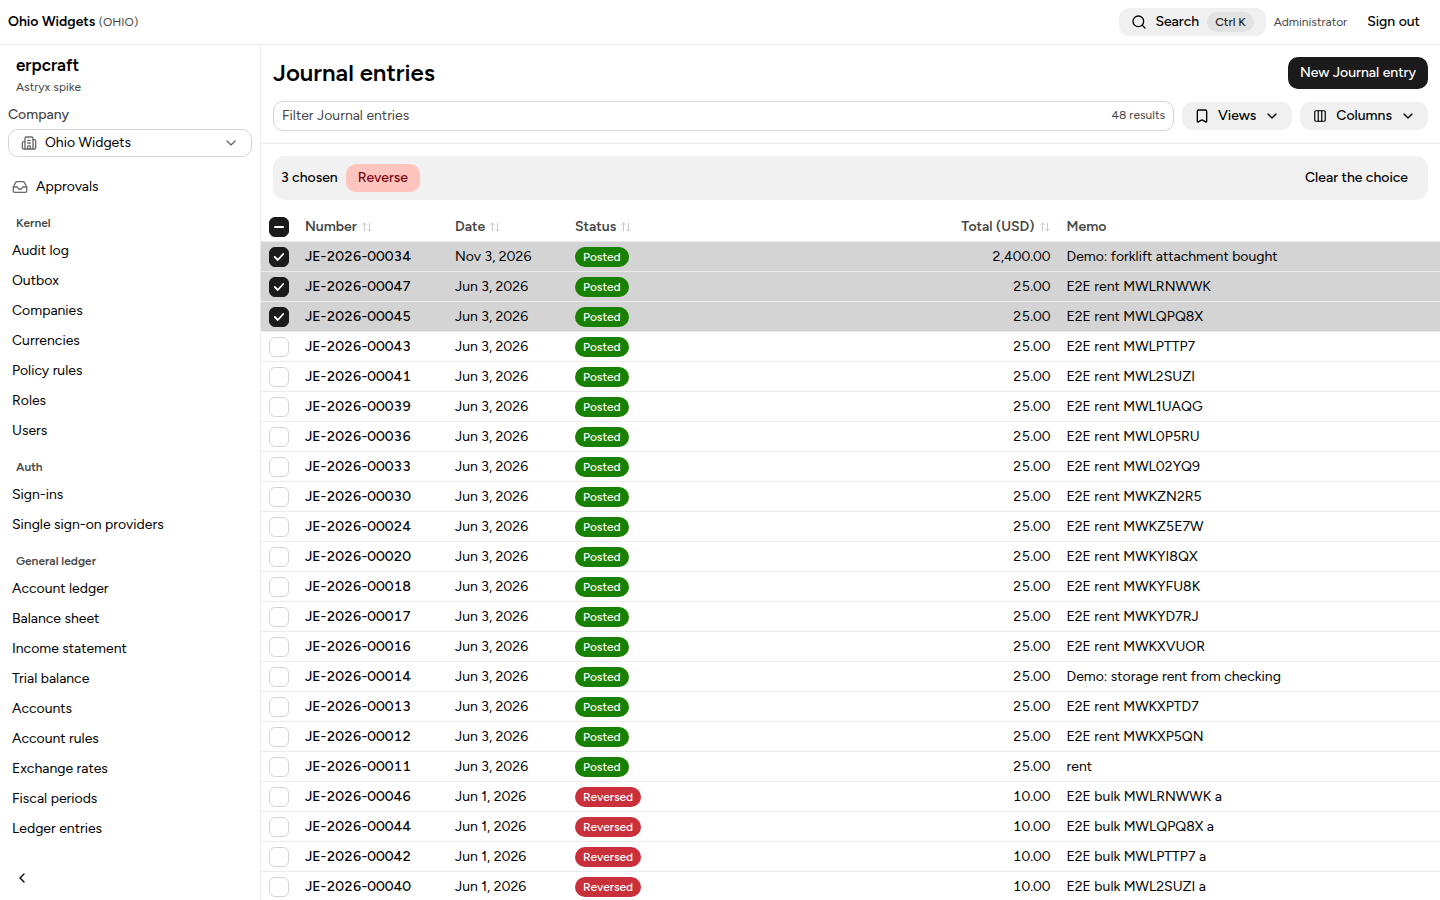 Ohio Widgets (OHIO)
Search Ctrl K Administrator Sign out
erpcraft
Astryx spike
Company
Ohio Widgets
Approvals
Kernel
Audit log
Outbox
Companies
Currencies
Policy rules
Roles
Users
Auth
Sign-ins
Single sign-on providers
General ledger
Account ledger
Balance sheet
Income statement
Trial balance
Accounts
Account rules
Exchange rates
Fiscal periods
Ledger entries
Journal entries
New Journal entry
Filter Journal entries 48 results Views Columns
3 chosen Reverse Clear the choice
Number Date Status Total (USD) Memo
JE-2026-00034 Nov 3, 2026 Posted 2,400.00 Demo: forklift attachment bought
JE-2026-00047 Jun 3, 2026 Posted 25.00 E2E rent MWLRNWWK
JE-2026-00045 Jun 3, 2026 Posted 25.00 E2E rent MWLQPQ8X
JE-2026-00043 Jun 3, 2026 Posted 25.00 E2E rent MWLPTTP7
JE-2026-00041 Jun 3, 2026 Posted 25.00 E2E rent MWL2SUZI
JE-2026-00039 Jun 3, 2026 Posted 25.00 E2E rent MWL1UAQG
JE-2026-00036 Jun 3, 2026 Posted 25.00 E2E rent MWL0P5RU
JE-2026-00033 Jun 3, 2026 Posted 25.00 E2E rent MWL02YQ9
JE-2026-00030 Jun 3, 2026 Posted 25.00 E2E rent MWKZN2R5
JE-2026-00024 Jun 3, 2026 Posted 25.00 E2E rent MWKZ5E7W
JE-2026-00020 Jun 3, 2026 Posted 25.00 E2E rent MWKYI8QX
JE-2026-00018 Jun 3, 2026 Posted 25.00 E2E rent MWKYFU8K
JE-2026-00017 Jun 3, 2026 Posted 25.00 E2E rent MWKYD7RJ
JE-2026-00016 Jun 3, 2026 Posted 25.00 E2E rent MWKXVUOR
JE-2026-00014 Jun 3, 2026 Posted 25.00 Demo: storage rent from checking
JE-2026-00013 Jun 3, 2026 Posted 25.00 E2E rent MWKXPTD7
JE-2026-00012 Jun 3, 2026 Posted 25.00 E2E rent MWKXP5QN
JE-2026-00011 Jun 3, 2026 Posted 25.00 rent
JE-2026-00046 Jun 1, 2026 Reversed 10.00 E2E bulk MWLRNWWK a
JE-2026-00044 Jun 1, 2026 Reversed 10.00 E2E bulk MWLQPQ8X a
JE-2026-00042 Jun 1, 2026 Reversed 10.00 E2E bulk MWLPTTP7 a
JE-2026-00040 Jun 1, 2026 Reversed 10.00 E2E bulk MWL2SUZI a